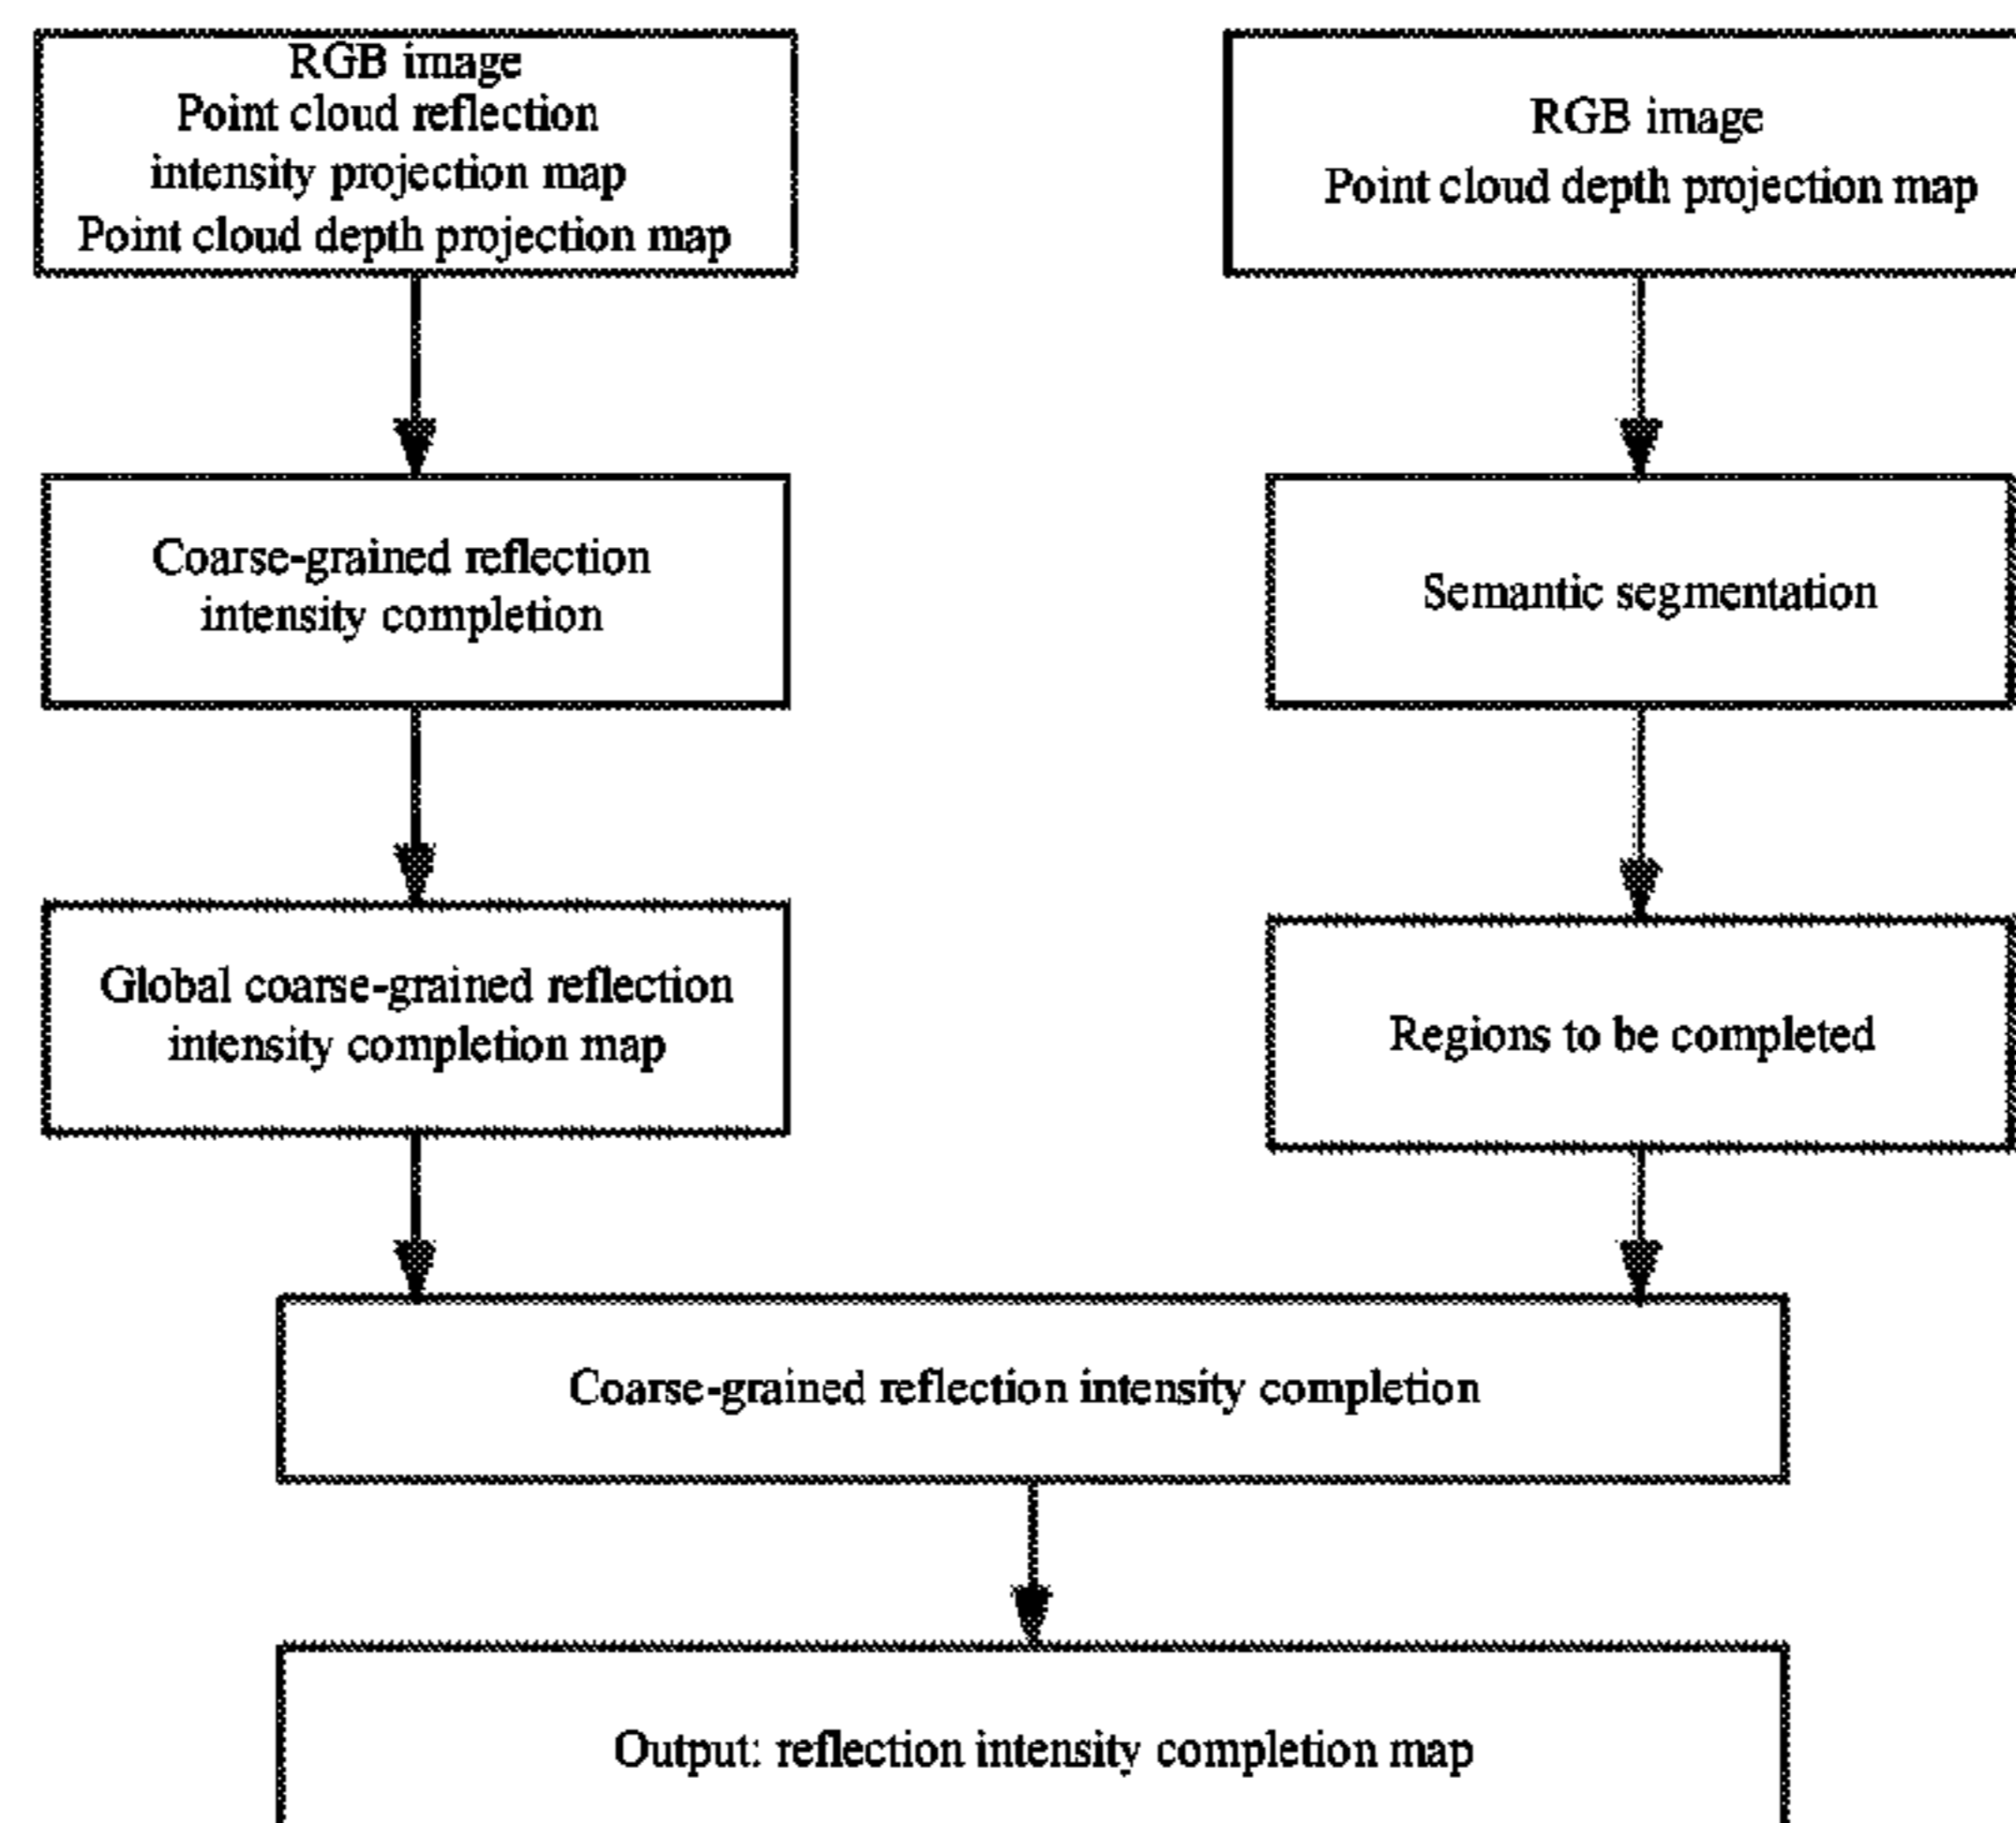 RGB image
Point cloud reflection
intensity projection map
Point cloud depth projection map
RGB image
Point cloud depth projection map
Coarse-grained reflection
intensity completion
Semantic segmentation
Global coarse-grained reflection
intensity completion map
Regions to be completed
Coarse-grained reflection intensity completion
Output: reflection intensity completion map